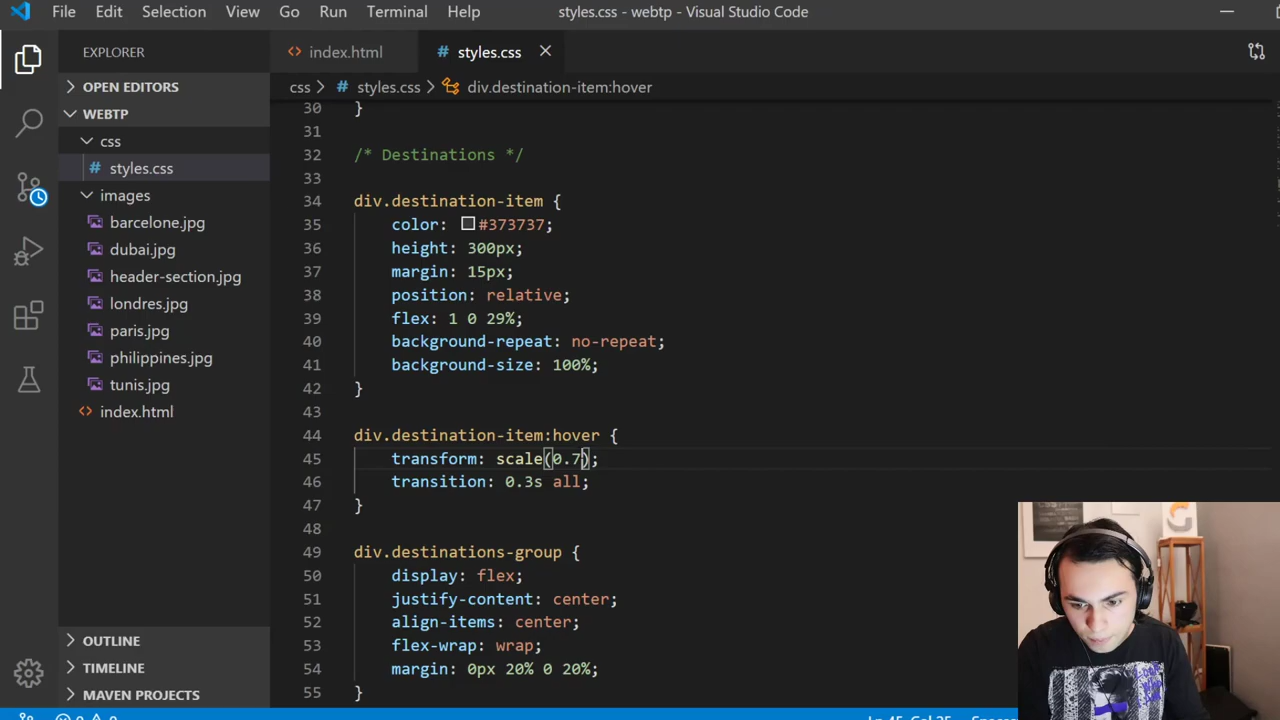 File Edit Selection View Go Run Terminal Help styles.css - webtp - Visual Studio Code
EXPLORER
index.html
# styles.css
OPEN EDITORS
css > # styles.css > div.destination-item:hover
WEBTP
css
# styles.css
images
barcelone.jpg
dubai.jpg
header-section.jpg
londres.jpg
paris.jpg
philippines.jpg
tunis.jpg
<> index.html
OUTLINE
TIMELINE
MAVEN PROJECTS
30 }
31
32 /* Destinations */
33
34 div.destination-item {
35 color: #373737;
36 height: 300px;
37 margin: 15px;
38 position: relative;
39 flex: 1 0 29%;
40 background-repeat: no-repeat;
41 background-size: 100%;
42 }
43
44 div.destination-item:hover {
45 transform: scale(0.7);
46 transition: 0.3s all;
47 }
48
49 div.destinations-group {
50 display: flex;
51 justify-content: center;
52 align-items: center;
53 flex-wrap: wrap;
54 margin: 0px 20% 0 20%;
55 }